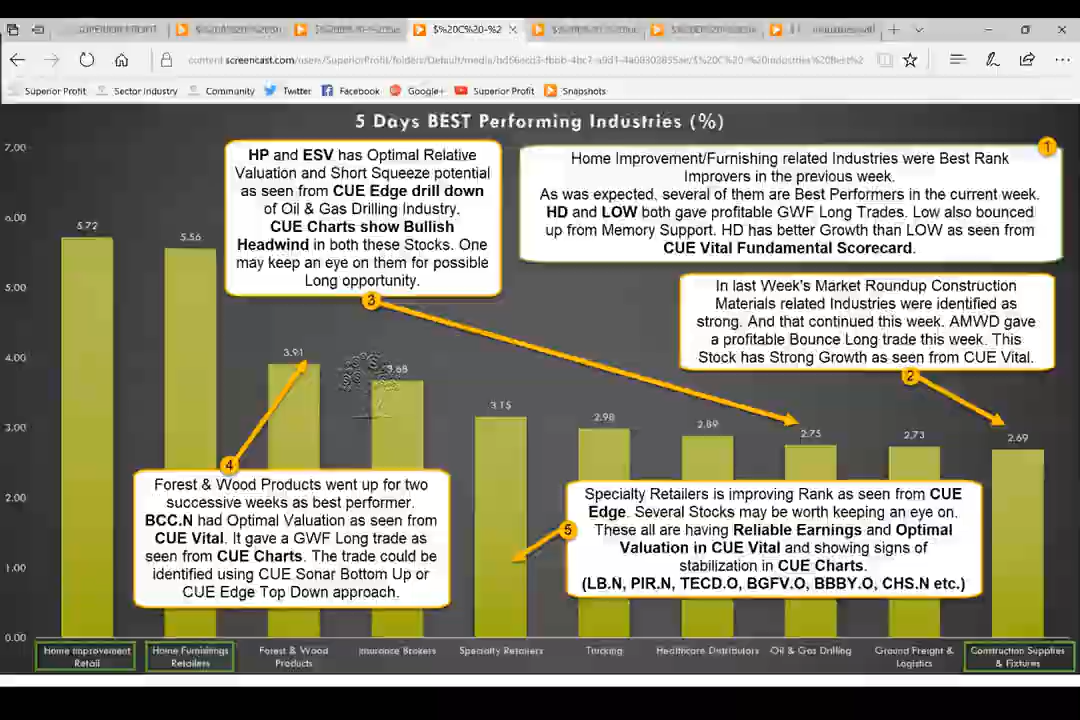 $%20C%20-%2
content.screencast.com/users/SuperiorProfit/folders/Default/media/
Superior Profit Sector Industry Community Twitter Facebook Google+ Superior Profit Snapshots
5 Days BEST Performing Industries (%)
7.00
6.00
5.00
4.00
3.00
2.00
1.00
0.00
5.72
5.56
3.91
3.68
3.15
2.98
2.89
2.75
2.73
2.69
HP and ESV has Optimal Relative
Valuation and Short Squeeze potential
as seen from CUE Edge drill down
of Oil & Gas Drilling Industry.
CUE Charts show Bullish
Headwind in both these Stocks. One
may keep an eye on them for possible
Long opportunity.
3
1
Home Improvement/Furnishing related Industries were Best Rank
Improvers in the previous week.
As was expected, several of them are Best Performers in the current week.
HD and LOW both gave profitable GWF Long Trades. Low also bounced
up from Memory Support. HD has better Growth than LOW as seen from
CUE Vital Fundamental Scorecard.
In last Week's Market Roundup Construction
Materials related Industries were identified as
strong. And that continued this week. AMWD gave
a profitable Bounce Long trade this week. This
Stock has Strong Growth as seen from CUE Vital.
2
4
Forest & Wood Products went up for two
successive weeks as best performer.
BCC.N had Optimal Valuation as seen from
CUE Vital. It gave a GWF Long trade as
seen from CUE Charts. The trade could be
identified using CUE Sonar Bottom Up or
CUE Edge Top Down approach.
5
Specialty Retailers is improving Rank as seen from CUE
Edge. Several Stocks may be worth keeping an eye on.
These all are having Reliable Earnings and Optimal
Valuation in CUE Vital and showing signs of
stabilization in CUE Charts.
(LB.N, PIR.N, TECD.O, BGFV.O, BBBY.O, CHS.N etc.)
Home Improvement
Retail
Home Furnishings
Retailers
Forest & Wood
Products
Insurance Brokers
Specialty Retailers
Trucking
Healthcare Distributors
Oil & Gas Drilling
Ground Freight &
Logistics
Construction Supplies
& Fixtures